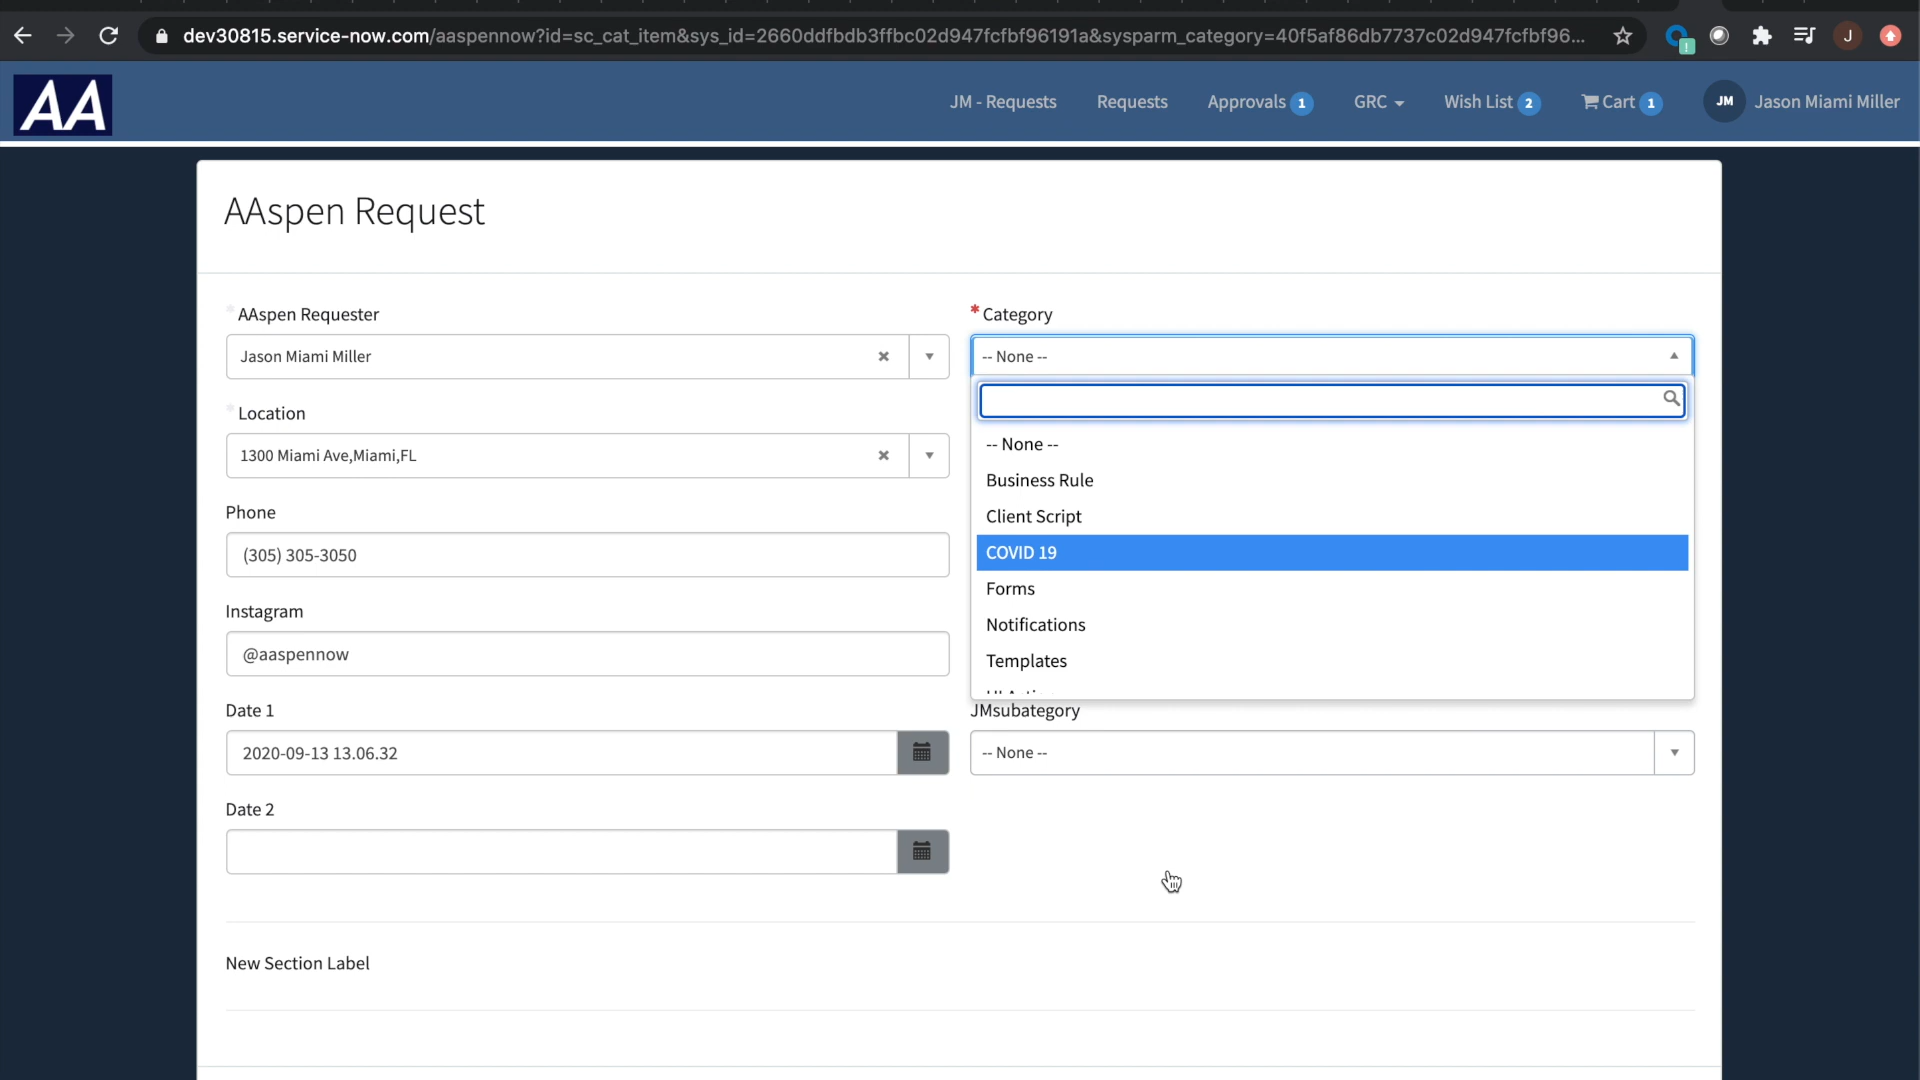 dev30815.service-now.com/aaspennow?id=sc_cat_item&sys_id=2660ddfbdb3ffbc02d947fcfbf96191a&sysparm_category=40f5af86db7737c02d947fcfbf96...
J
AA
JM - Requests
Requests
Approvals 1
GRC
Wish List 2
Cart 1
JM
Jason Miami Miller
AAspen Request
* AAspen Requester
Jason Miami Miller
* Category
-- None --
-- None --
Business Rule
Client Script
COVID 19
Forms
Notifications
Templates
* Location
1300 Miami Ave,Miami,FL
Phone
(305) 305-3050
Instagram
@aaspennow
Date 1
2020-09-13 13.06.32
JMsubategory
-- None --
Date 2
New Section Label